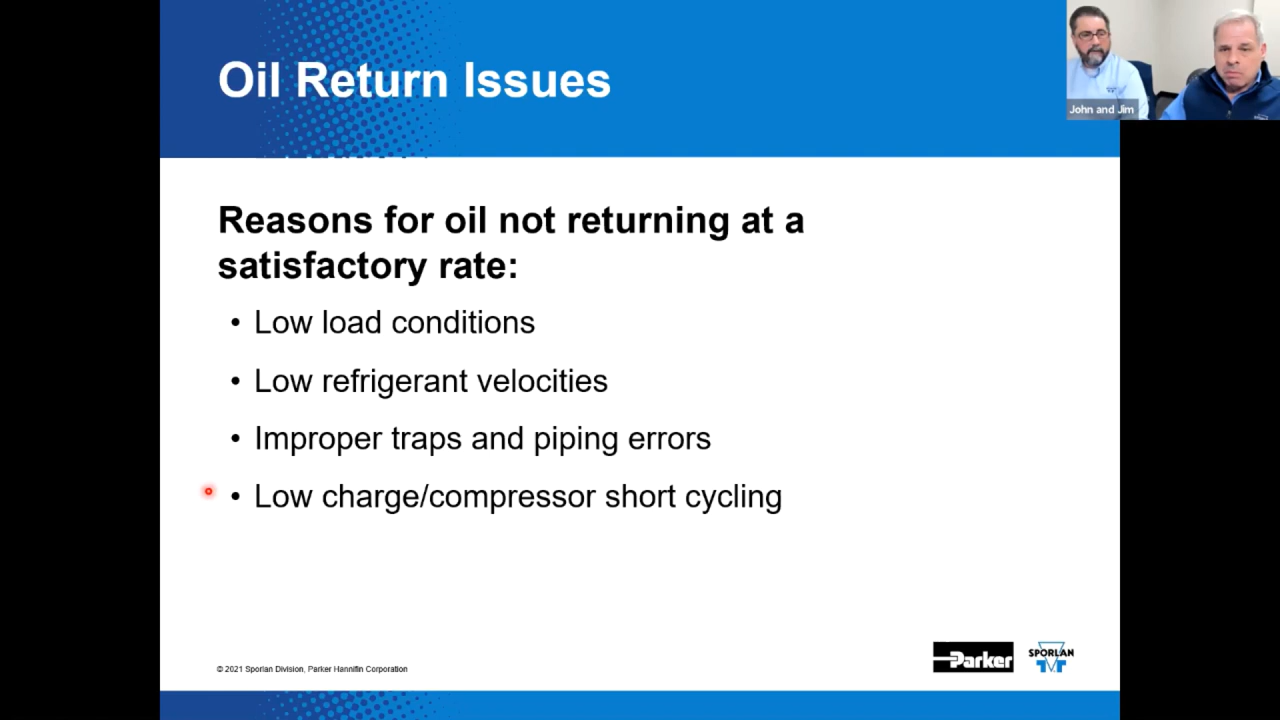 Oil Return Issues
John and Jim
Reasons for oil not returning at a
satisfactory rate:
• Low load conditions
• Low refrigerant velocities
• Improper traps and piping errors
• Low charge/compressor short cycling
© 2021 Sporlan Division, Parker Hannifin Corporation
Parker
SPORLAN